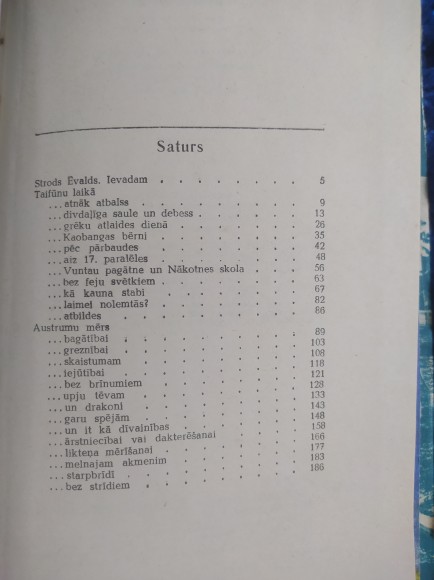 Saturs
Strods Ēvalds. Ievadam . . . . . . . 5
Taifūnu laikā
...atnāk atbalss . . . . . . . 9
...divdaļīga saule un debess . . . . . . 13
...grēku atlaides dienā . . . . . . 26
...Kaobangas bērni . . . . . . 35
...pēc pārbaudes . . . . . . 42
...aiz 17. paralēles . . . . . . 48
...Vuntau pagātne un Nākotnes skola . . . . 56
...bez feju svētkiem . . . . . . 63
...kā kauna stabi . . . . . . 67
...laimei nolemtās? . . . . . . 82
...atbildes . . . . . . . 86
Austrumu mērs
...bagātībai . . . . . . . 89
...greznībai . . . . . . . 103
...skaistumam . . . . . . 108
...iejūtībai . . . . . . . 118
...bez brīnumiem . . . . . . 121
...upju tēvam . . . . . . 128
...un drakoni . . . . . . 133
...garu spējām . . . . . . 143
...un it kā dīvainības . . . . . 148
...ārstniecībai vai dakterēšanai . . . . 158
...likteņa mērīšanai . . . . . 166
...melnajam akmenim . . . . . 177
...starpbrīdī . . . . . . 183
...bez strīdiem . . . . . . 186